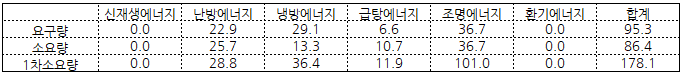 신재생에너지 난방에너지 냉방에너지 급탕에너지 조명에너지 환기에너지 합계
요구량 0.0 22.9 29.1 6.6 36.7 0.0 95.3
소요량 0.0 25.7 13.3 10.7 36.7 0.0 86.4
1차소요량 0.0 28.8 36.4 11.9 101.0 0.0 178.1